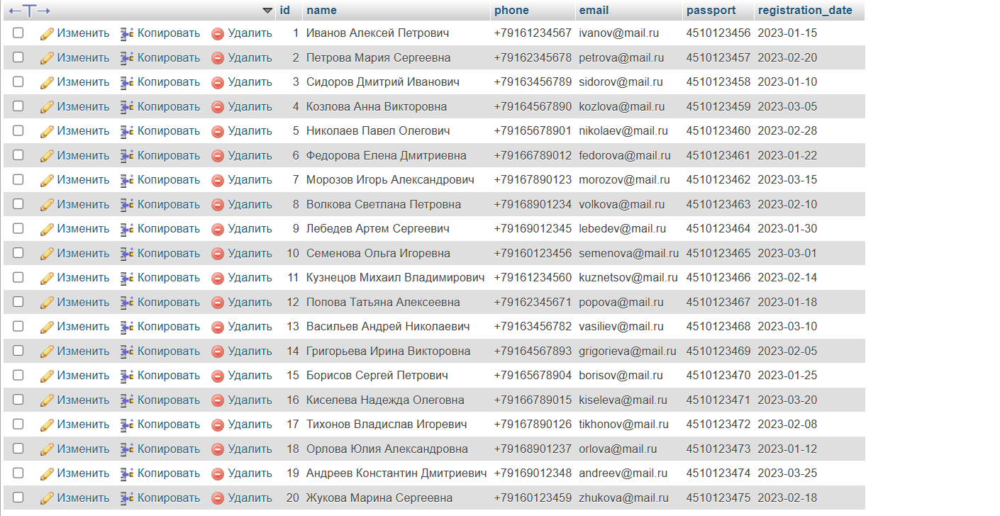 id name phone email passport registration_date
Изменить Копировать Удалить 1 Иванов Алексей Петрович +79161234567 ivanov@mail.ru 4510123456 2023-01-15
Изменить Копировать Удалить 2 Петрова Мария Сергеевна +79162345678 petrova@mail.ru 4510123457 2023-02-20
Изменить Копировать Удалить 3 Сидоров Дмитрий Иванович +79163456789 sidorov@mail.ru 4510123458 2023-01-10
Изменить Копировать Удалить 4 Козлова Анна Викторовна +79164567890 kozlova@mail.ru 4510123459 2023-03-05
Изменить Копировать Удалить 5 Николаев Павел Олегович +79165678901 nikolaev@mail.ru 4510123460 2023-02-28
Изменить Копировать Удалить 6 Федорова Елена Дмитриевна +79166789012 fedorova@mail.ru 4510123461 2023-01-22
Изменить Копировать Удалить 7 Морозов Игорь Александрович +79167890123 morozov@mail.ru 4510123462 2023-03-15
Изменить Копировать Удалить 8 Волкова Светлана Петровна +79168901234 volkova@mail.ru 4510123463 2023-02-10
Изменить Копировать Удалить 9 Лебедев Артем Сергеевич +79169012345 lebedev@mail.ru 4510123464 2023-01-30
Изменить Копировать Удалить 10 Семенова Ольга Игоревна +79160123456 semenova@mail.ru 4510123465 2023-03-01
Изменить Копировать Удалить 11 Кузнецов Михаил Владимирович +79161234560 kuznetsov@mail.ru 4510123466 2023-02-14
Изменить Копировать Удалить 12 Попова Татьяна Алексеевна +79162345671 popova@mail.ru 4510123467 2023-01-18
Изменить Копировать Удалить 13 Васильев Андрей Николаевич +79163456782 vasiliev@mail.ru 4510123468 2023-03-10
Изменить Копировать Удалить 14 Григорьева Ирина Викторовна +79164567893 grigorieva@mail.ru 4510123469 2023-02-05
Изменить Копировать Удалить 15 Борисов Сергей Петрович +79165678904 borisov@mail.ru 4510123470 2023-01-25
Изменить Копировать Удалить 16 Киселева Надежда Олеговна +79166789015 kiseleva@mail.ru 4510123471 2023-03-20
Изменить Копировать Удалить 17 Тихонов Владислав Игоревич +79167890126 tikhonov@mail.ru 4510123472 2023-02-08
Изменить Копировать Удалить 18 Орлова Юлия Александровна +79168901237 orlova@mail.ru 4510123473 2023-01-12
Изменить Копировать Удалить 19 Андреев Константин Дмитриевич +79169012348 andreev@mail.ru 4510123474 2023-03-25
Изменить Копировать Удалить 20 Жукова Марина Сергеевна +79160123459 zhukova@mail.ru 4510123475 2023-02-18